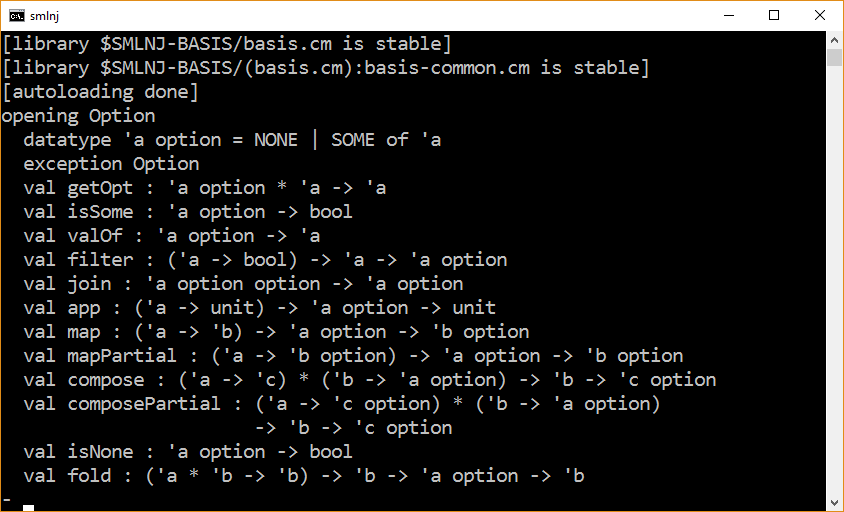 smlnj
[library $SMLNJ-BASIS/basis.cm is stable]
[library $SMLNJ-BASIS/(basis.cm):basis-common.cm is stable]
[autoloading done]
opening Option
  datatype 'a option = NONE | SOME of 'a
  exception Option
  val getOpt : 'a option * 'a -> 'a
  val isSome : 'a option -> bool
  val valOf : 'a option -> 'a
  val filter : ('a -> bool) -> 'a -> 'a option
  val join : 'a option option -> 'a option
  val app : ('a -> unit) -> 'a option -> unit
  val map : ('a -> 'b) -> 'a option -> 'b option
  val mapPartial : ('a -> 'b option) -> 'a option -> 'b option
  val compose : ('a -> 'c) * ('b -> 'a option) -> 'b -> 'c option
  val composePartial : ('a -> 'c option) * ('b -> 'a option)
                       -> 'b -> 'c option
  val isNone : 'a option -> bool
  val fold : ('a * 'b -> 'b) -> 'b -> 'a option -> 'b
-